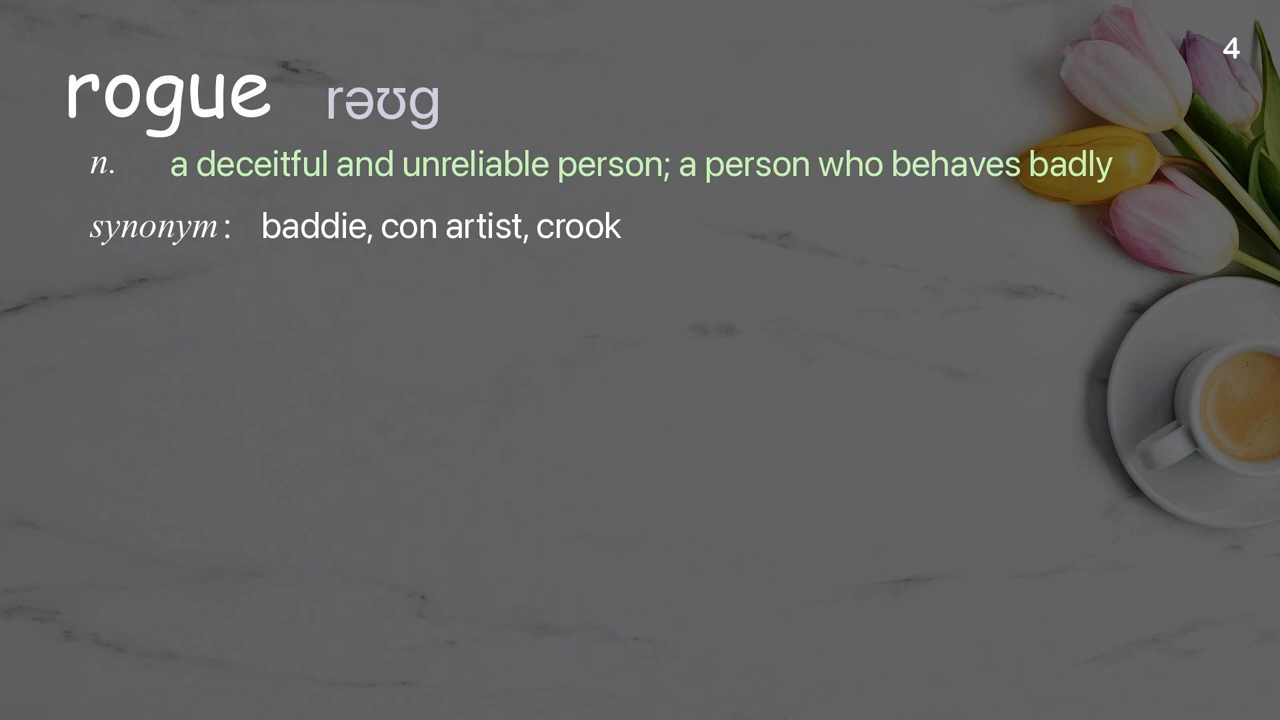 4
rogue rəʊg
n. a deceitful and unreliable person; a person who behaves badly
synonym: baddie, con artist, crook